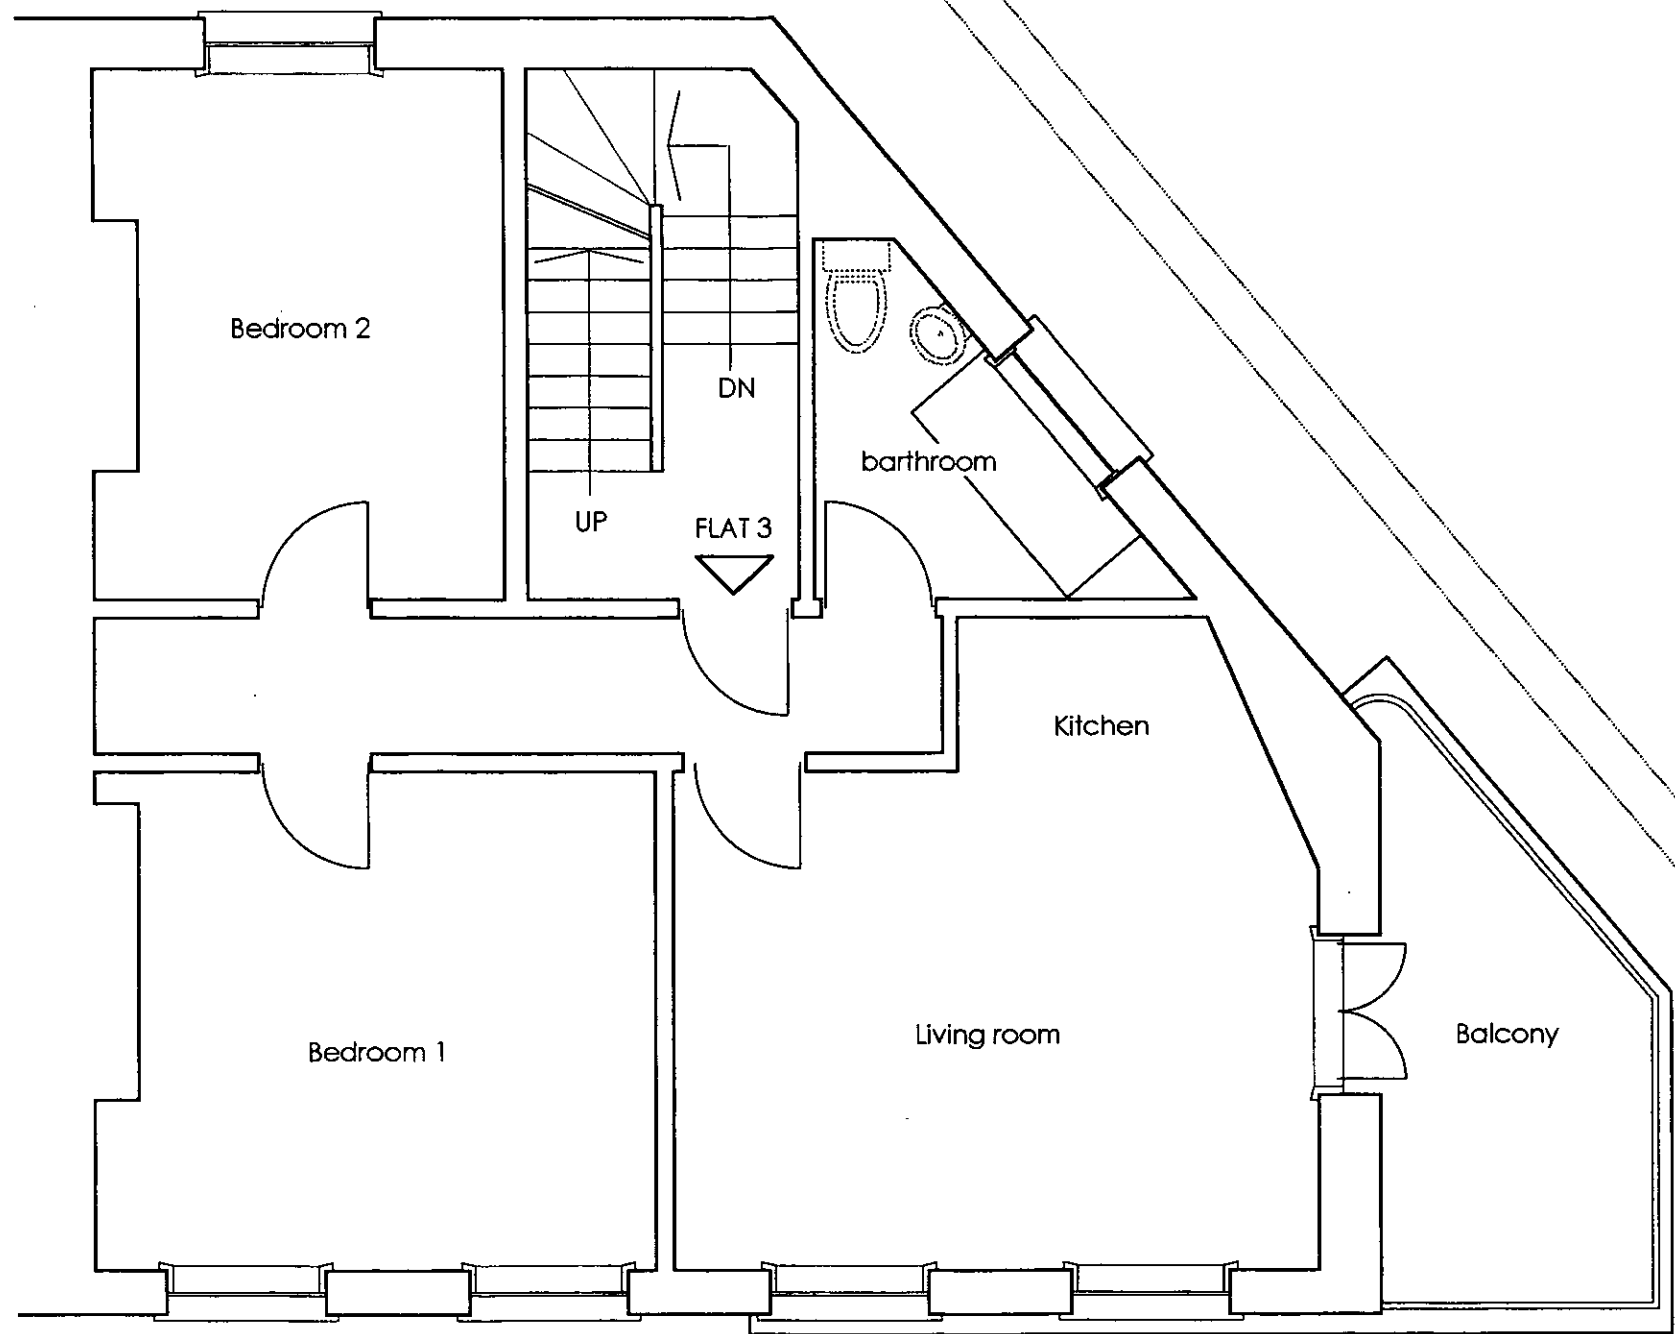 Bedroom 2
DN
barthroom
UP
FLAT 3
Kitchen
Living room
Balcony
Bedroom 1